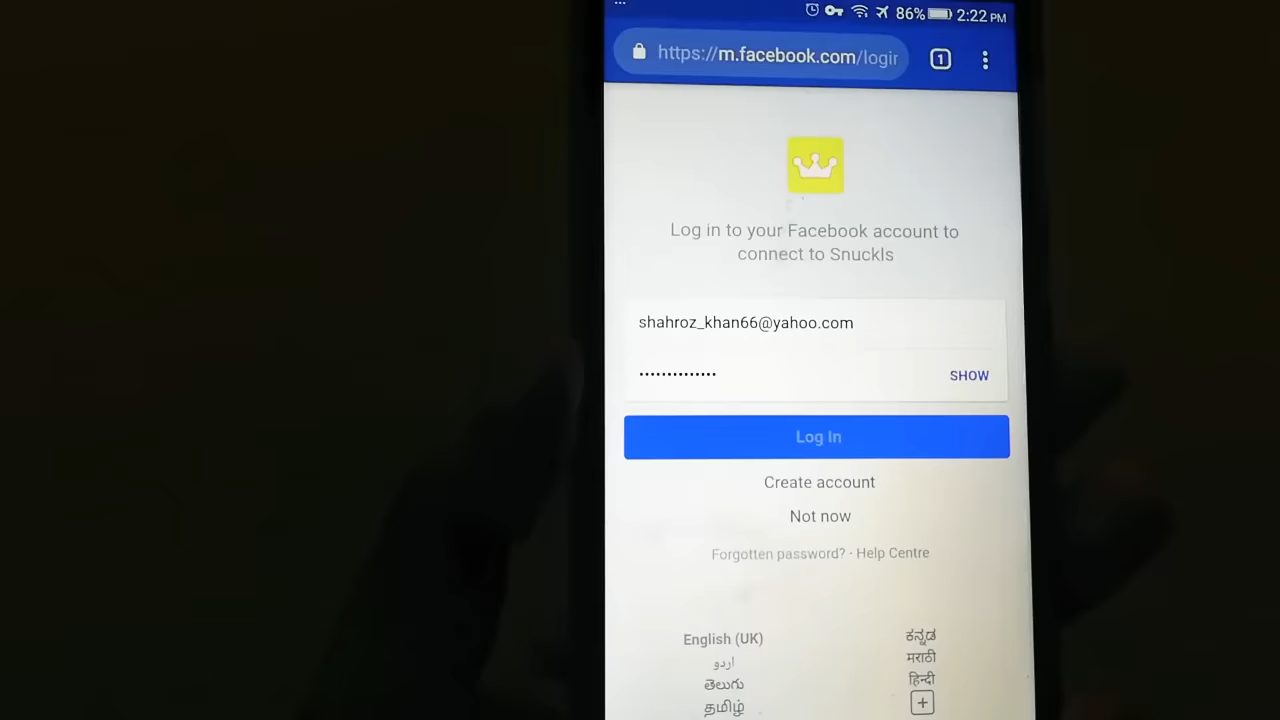 86% 2:22 PM
https://m.facebook.com/login
1
Log in to your Facebook account to
connect to Snuckls
shahroz_khan66@yahoo.com
•••••••••••••• SHOW
Log In
Create account
Not now
Forgotten password? · Help Centre
English (UK) ಕನ್ನಡ
اردو मराठी
తెలుగు हिन्दी
தமிழ் +